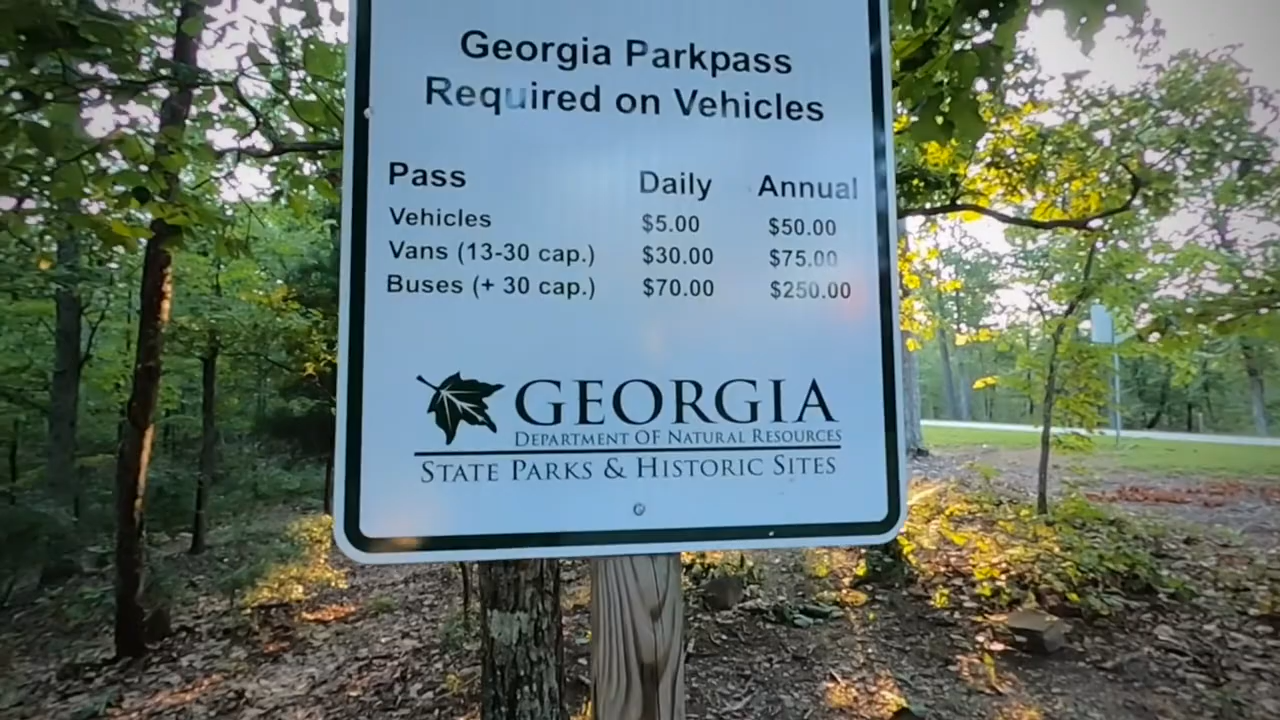 Georgia Parkpass
Required on Vehicles
Pass Daily Annual
Vehicles $5.00 $50.00
Vans (13-30 cap.) $30.00 $75.00
Buses (+ 30 cap.) $70.00 $250.00
GEORGIA
DEPARTMENT OF NATURAL RESOURCES
STATE PARKS & HISTORIC SITES